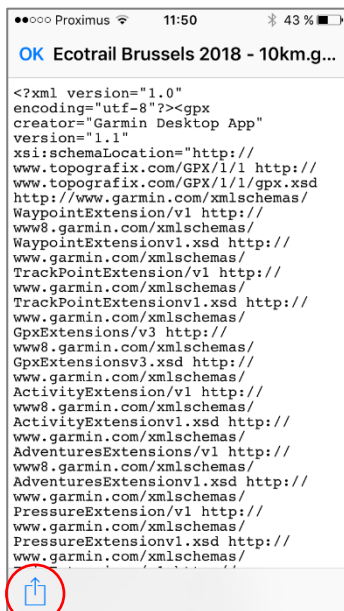 Proximus 11:50 43 %
OK Ecotrail Brussels 2018 - 10km.g...
<?xml version="1.0"
encoding="utf-8"?><gpx
creator="Garmin Desktop App"
version="1.1"
xsi:schemaLocation="http://
www.topografix.com/GPX/1/1 http://
www.topografix.com/GPX/1/1/gpx.xsd
http://www.garmin.com/xmlschemas/
WaypointExtension/v1 http://
www8.garmin.com/xmlschemas/
WaypointExtensionv1.xsd http://
www.garmin.com/xmlschemas/
TrackPointExtension/v1 http://
www.garmin.com/xmlschemas/
TrackPointExtensionv1.xsd http://
www.garmin.com/xmlschemas/
GpxExtensions/v3 http://
www8.garmin.com/xmlschemas/
GpxExtensionsv3.xsd http://
www.garmin.com/xmlschemas/
ActivityExtension/v1 http://
www8.garmin.com/xmlschemas/
ActivityExtensionv1.xsd http://
www.garmin.com/xmlschemas/
AdventuresExtensions/v1 http://
www8.garmin.com/xmlschemas/
AdventuresExtensionv1.xsd http://
www.garmin.com/xmlschemas/
PressureExtension/v1 http://
www.garmin.com/xmlschemas/
PressureExtensionv1.xsd http://
www.garmin.com/xmlschemas/